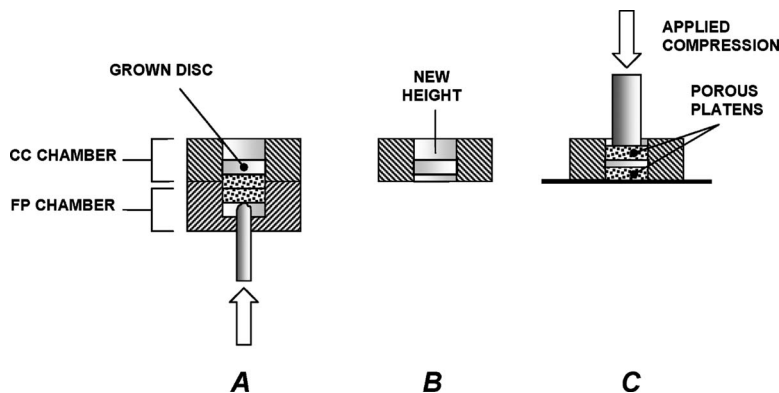 APPLIED
COMPRESSION
GROWN DISC
NEW
HEIGHT
POROUS
PLATENS
CC CHAMBER
FP CHAMBER
A
B
C